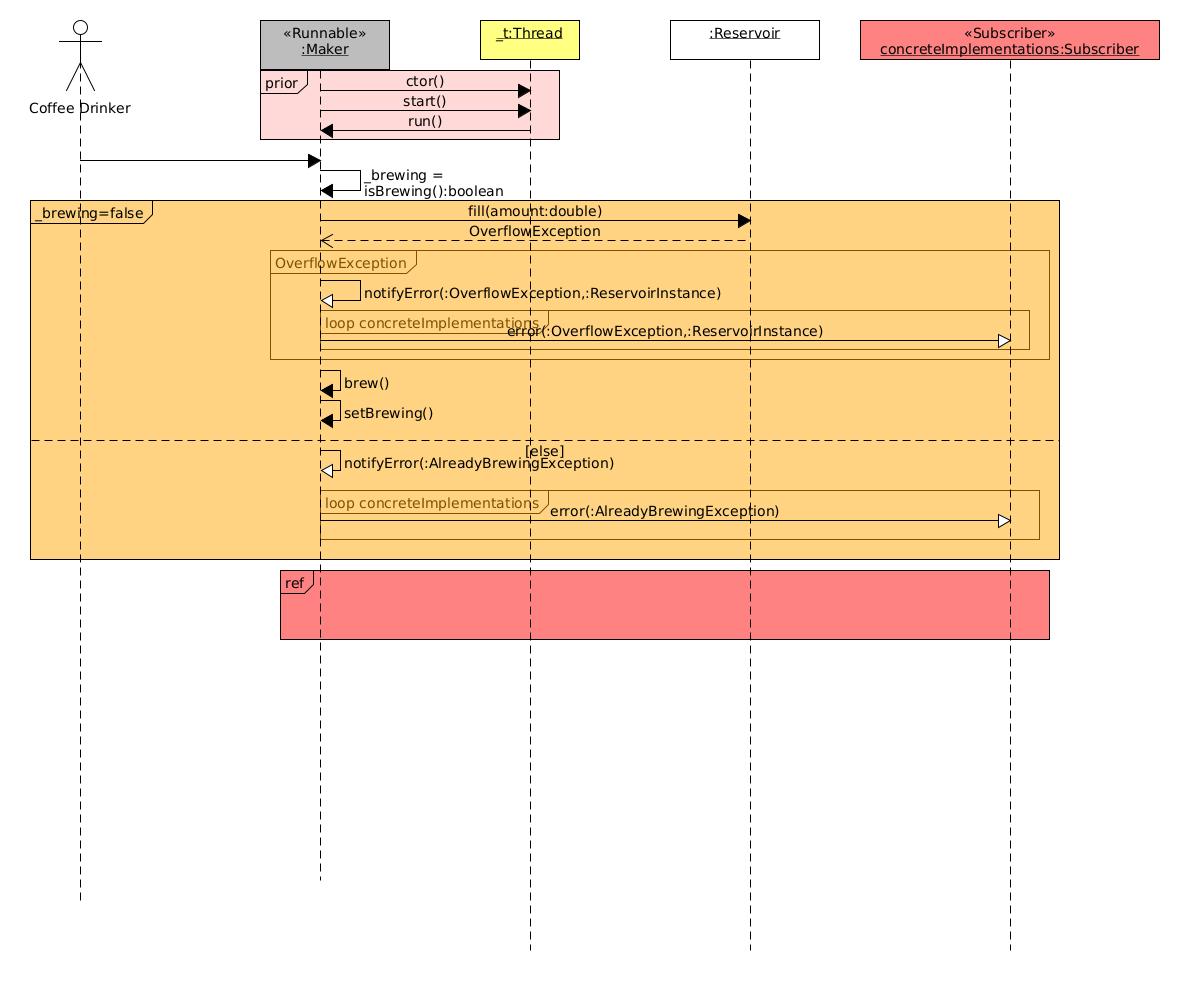 «Runnable»
:Maker
_t:Thread
:Reservoir
«Subscriber»
concreteImplementations:Subscriber
Coffee Drinker
prior
ctor()
start()
run()
_brewing =
isBrewing():boolean
_brewing=false
fill(amount:double)
OverflowException
OverflowException
notifyError(:OverflowException,:ReservoirInstance)
loop concreteImplementations
error(:OverflowException,:ReservoirInstance)
brew()
setBrewing()
[else]
notifyError(:AlreadyBrewingException)
loop concreteImplementations
error(:AlreadyBrewingException)
ref